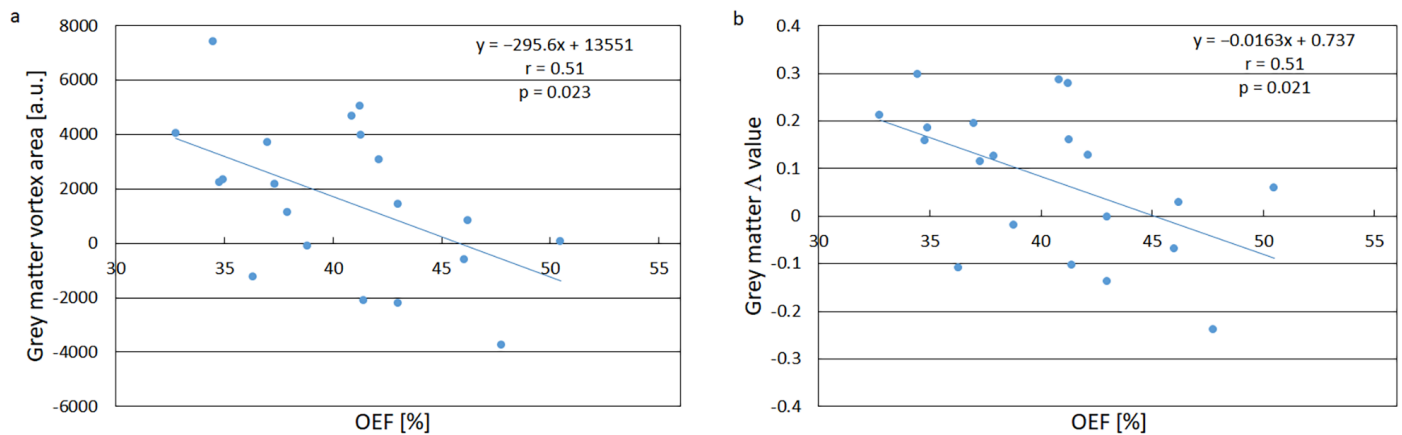 a
8000
6000
4000
2000
0
-2000
-4000
-6000
30 35 40 45 50 55
Grey matter vortex area [a.u.]
OEF [%]
y = −295.6x + 13551
r = 0.51
p = 0.023
b
0.4
0.3
0.2
0.1
0
-0.1
-0.2
-0.3
-0.4
30 35 40 45 50 55
Grey matter Λ value
OEF [%]
y = −0.0163x + 0.737
r = 0.51
p = 0.021